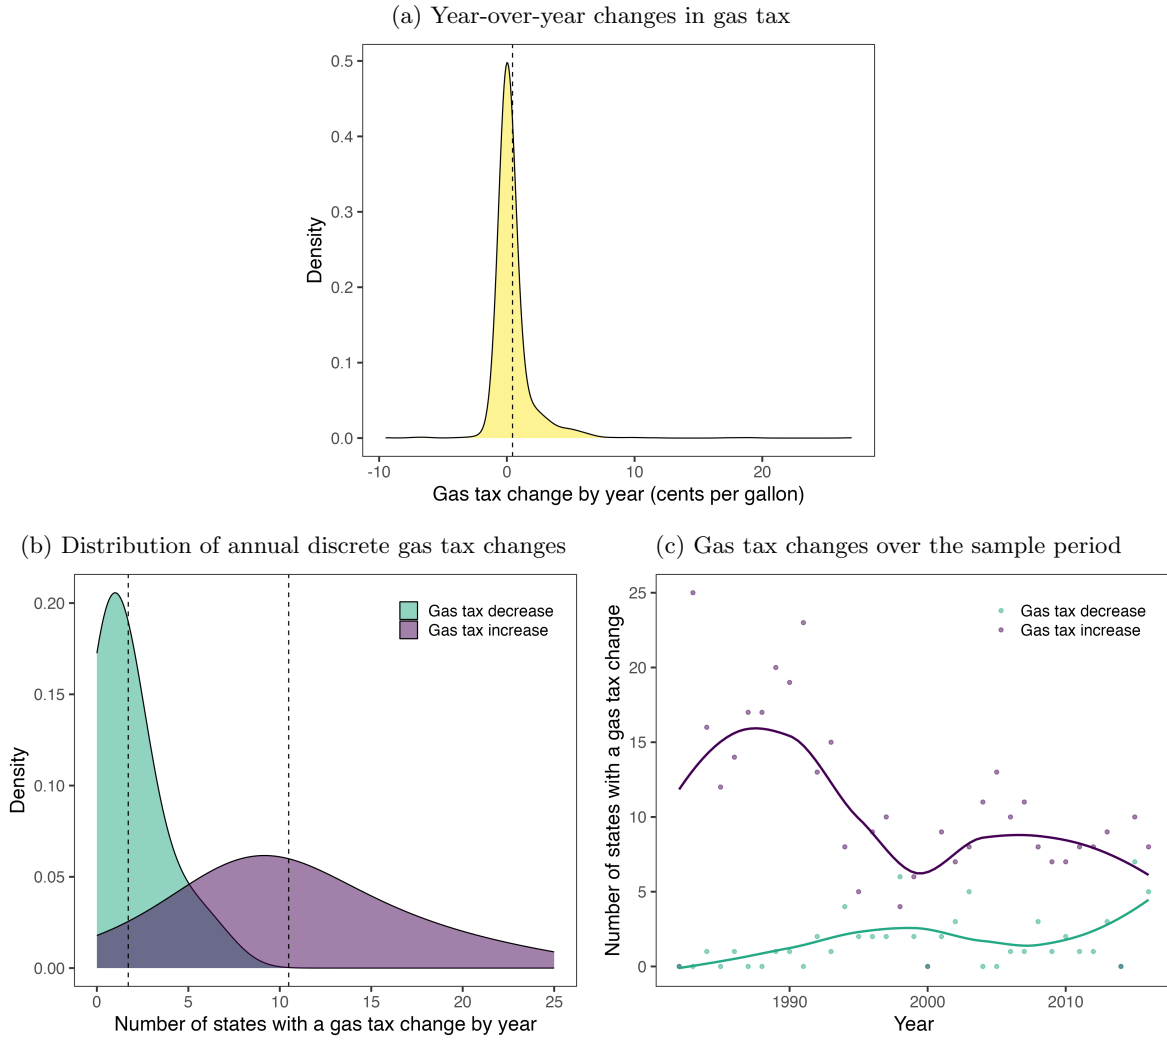 (a) Year-over-year changes in gas tax
Density
0.5
0.4
0.3
0.2
0.1
0.0
-10 0 10 20
Gas tax change by year (cents per gallon)
(b) Distribution of annual discrete gas tax changes
Density
0.20
0.15
0.10
0.05
0.00
Gas tax decrease
Gas tax increase
0 5 10 15 20 25
Number of states with a gas tax change by year
(c) Gas tax changes over the sample period
Number of states with a gas tax change
25
20
15
10
5
0
Gas tax decrease
Gas tax increase
1990 2000 2010
Year